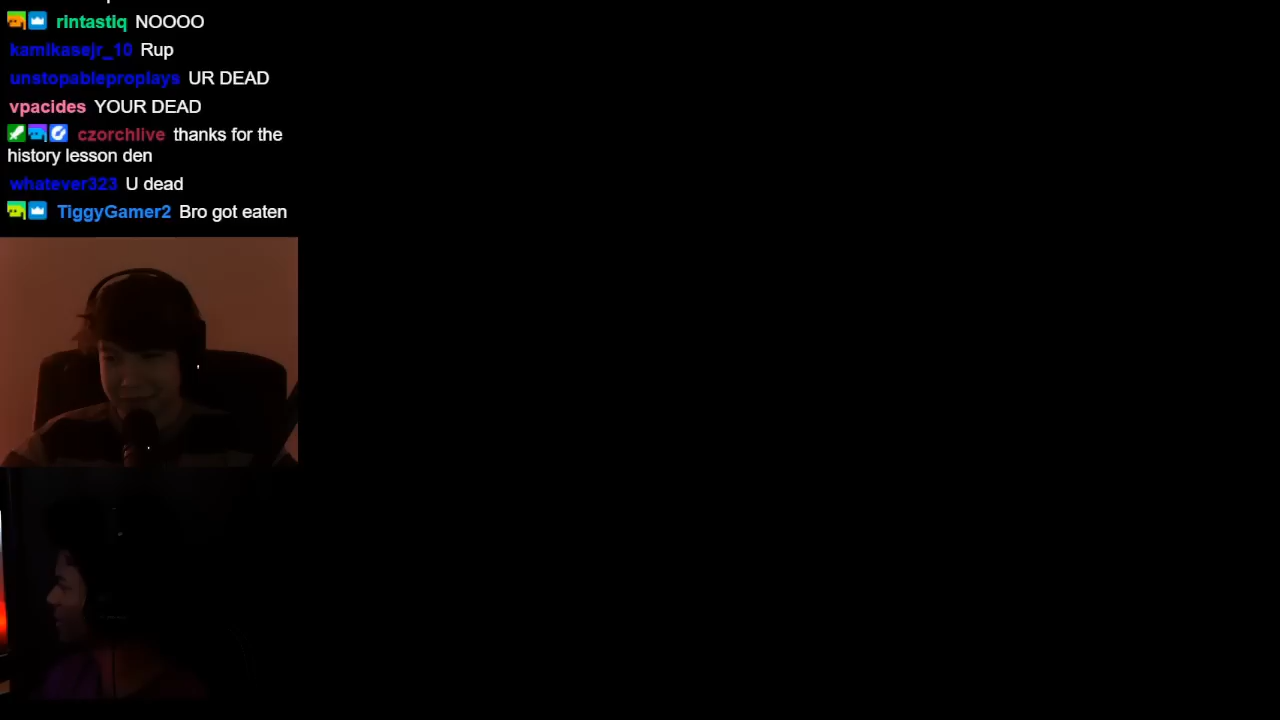 rintastiq NOOOO
kamikasejr_10 Rup
unstopableproplays UR DEAD
vpacides YOUR DEAD
czorchlive thanks for the
history lesson den
whatever323 U dead
TiggyGamer2 Bro got eaten